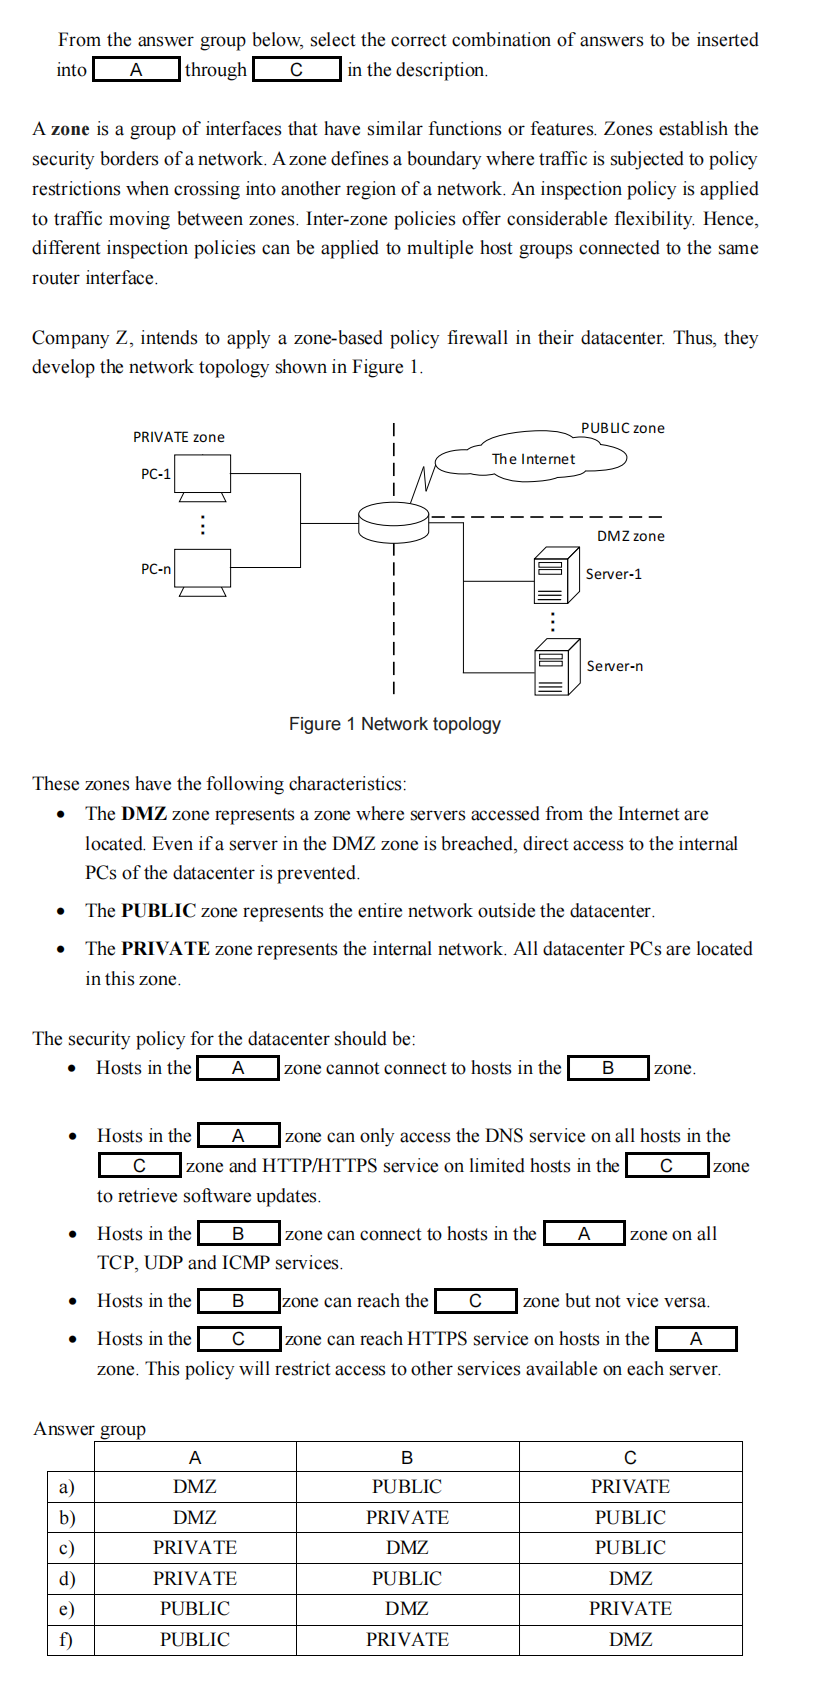 From the answer group below, select the correct combination of answers to be inserted
into A through C in the description.
A zone is a group of interfaces that have similar functions or features. Zones establish the
security borders of a network. A zone defines a boundary where traffic is subjected to policy
restrictions when crossing into another region of a network. An inspection policy is applied
to traffic moving between zones. Inter-zone policies offer considerable flexibility. Hence,
different inspection policies can be applied to multiple host groups connected to the same
router interface.
Company Z, intends to apply a zone-based policy firewall in their datacenter. Thus, they
develop the network topology shown in Figure 1.
PUBLIC zone
PRIVATE zone
The Internet
PC-1
DMZ zone
PC-n
Server-1
Server-n
Figure 1 Network topology
These zones have the following characteristics:
• The DMZ zone represents a zone where servers accessed from the Internet are
located. Even if a server in the DMZ zone is breached, direct access to the internal
PCs of the datacenter is prevented.
• The PUBLIC zone represents the entire network outside the datacenter.
• The PRIVATE zone represents the internal network. All datacenter PCs are located
in this zone.
The security policy for the datacenter should be:
• Hosts in the A zone cannot connect to hosts in the B zone.
• Hosts in the A zone can only access the DNS service on all hosts in the
C zone and HTTP/HTTPS service on limited hosts in the C zone
to retrieve software updates.
• Hosts in the B zone can connect to hosts in the A zone on all
TCP, UDP and ICMP services.
• Hosts in the B zone can reach the C zone but not vice versa.
• Hosts in the C zone can reach HTTPS service on hosts in the A
zone. This policy will restrict access to other services available on each server.
Answer group
A B C
a) DMZ PUBLIC PRIVATE
b) DMZ PRIVATE PUBLIC
c) PRIVATE DMZ PUBLIC
d) PRIVATE PUBLIC DMZ
e) PUBLIC DMZ PRIVATE
f) PUBLIC PRIVATE DMZ